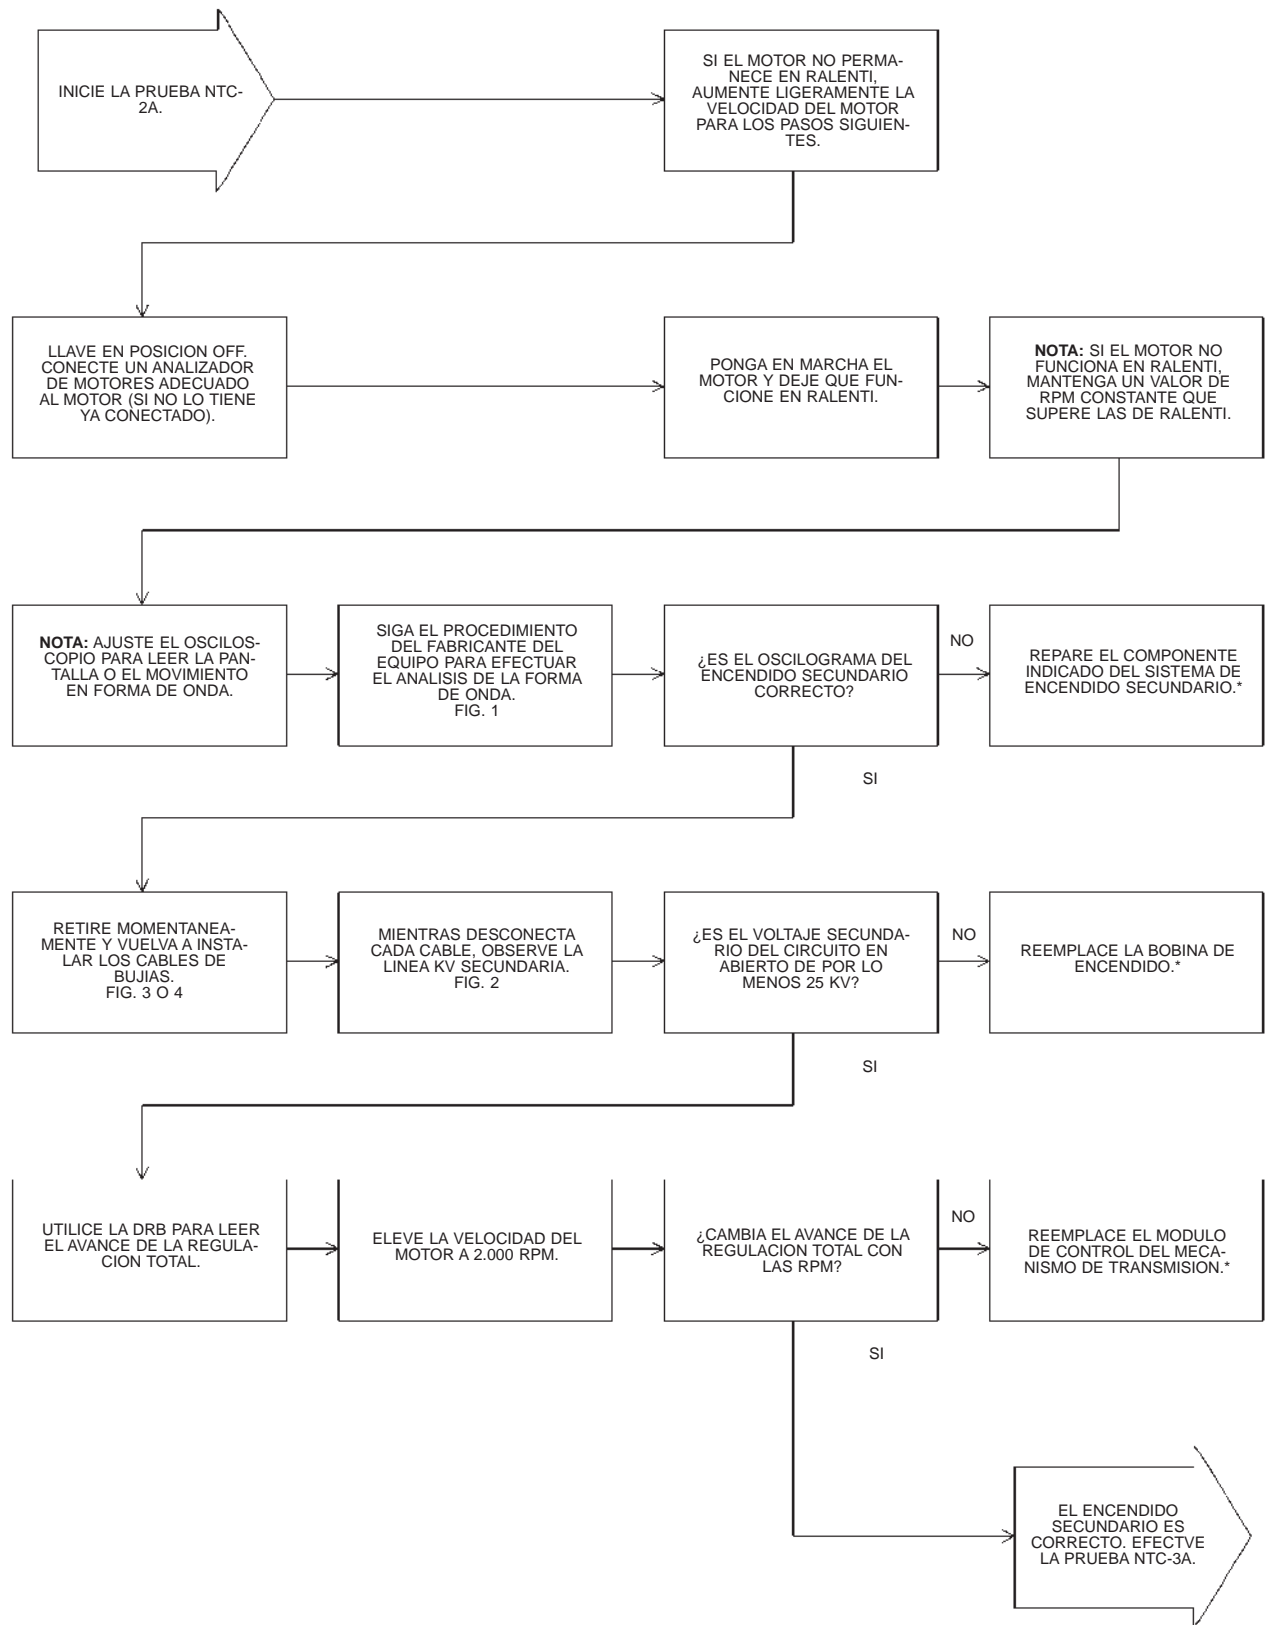 INICIE LA PRUEBA NTC-
2A.
SI EL MOTOR NO PERMA-
NECE EN RALENTI,
AUMENTE LIGERAMENTE LA
VELOCIDAD DEL MOTOR
PARA LOS PASOS SIGUIEN-
TES.
LLAVE EN POSICION OFF.
CONECTE UN ANALIZADOR
DE MOTORES ADECUADO
AL MOTOR (SI NO LO TIENE
YA CONECTADO).
PONGA EN MARCHA EL
MOTOR Y DEJE QUE FUN-
CIONE EN RALENTI.
NOTA: SI EL MOTOR NO
FUNCIONA EN RALENTI,
MANTENGA UN VALOR DE
RPM CONSTANTE QUE
SUPERE LAS DE RALENTI.
NOTA: AJUSTE EL OSCILOS-
COPIO PARA LEER LA PAN-
TALLA O EL MOVIMIENTO
EN FORMA DE ONDA.
SIGA EL PROCEDIMIENTO
DEL FABRICANTE DEL
EQUIPO PARA EFECTUAR
EL ANALISIS DE LA FORMA
DE ONDA.
FIG. 1
¿ES EL OSCILOGRAMA DEL
ENCENDIDO SECUNDARIO
CORRECTO?
NO
REPARE EL COMPONENTE
INDICADO DEL SISTEMA DE
ENCENDIDO SECUNDARIO.*
SI
RETIRE MOMENTANEA-
MENTE Y VUELVA A INSTA-
LAR LOS CABLES DE
BUJIAS.
FIG. 3 O 4
MIENTRAS DESCONECTA
CADA CABLE, OBSERVE LA
LINEA KV SECUNDARIA.
FIG. 2
¿ES EL VOLTAJE SECUNDA-
RIO DEL CIRCUITO EN
ABIERTO DE POR LO
MENOS 25 KV?
NO
REEMPLACE LA BOBINA DE
ENCENDIDO.*
SI
UTILICE LA DRB PARA LEER
EL AVANCE DE LA REGULA-
CION TOTAL.
ELEVE LA VELOCIDAD DEL
MOTOR A 2.000 RPM.
¿CAMBIA EL AVANCE DE LA
REGULACION TOTAL CON
LAS RPM?
NO
REEMPLACE EL MODULO
DE CONTROL DEL MECA-
NISMO DE TRANSMISION.*
SI
EL ENCENDIDO
SECUNDARIO ES
CORRECTO. EFECTVE
LA PRUEBA NTC-3A.